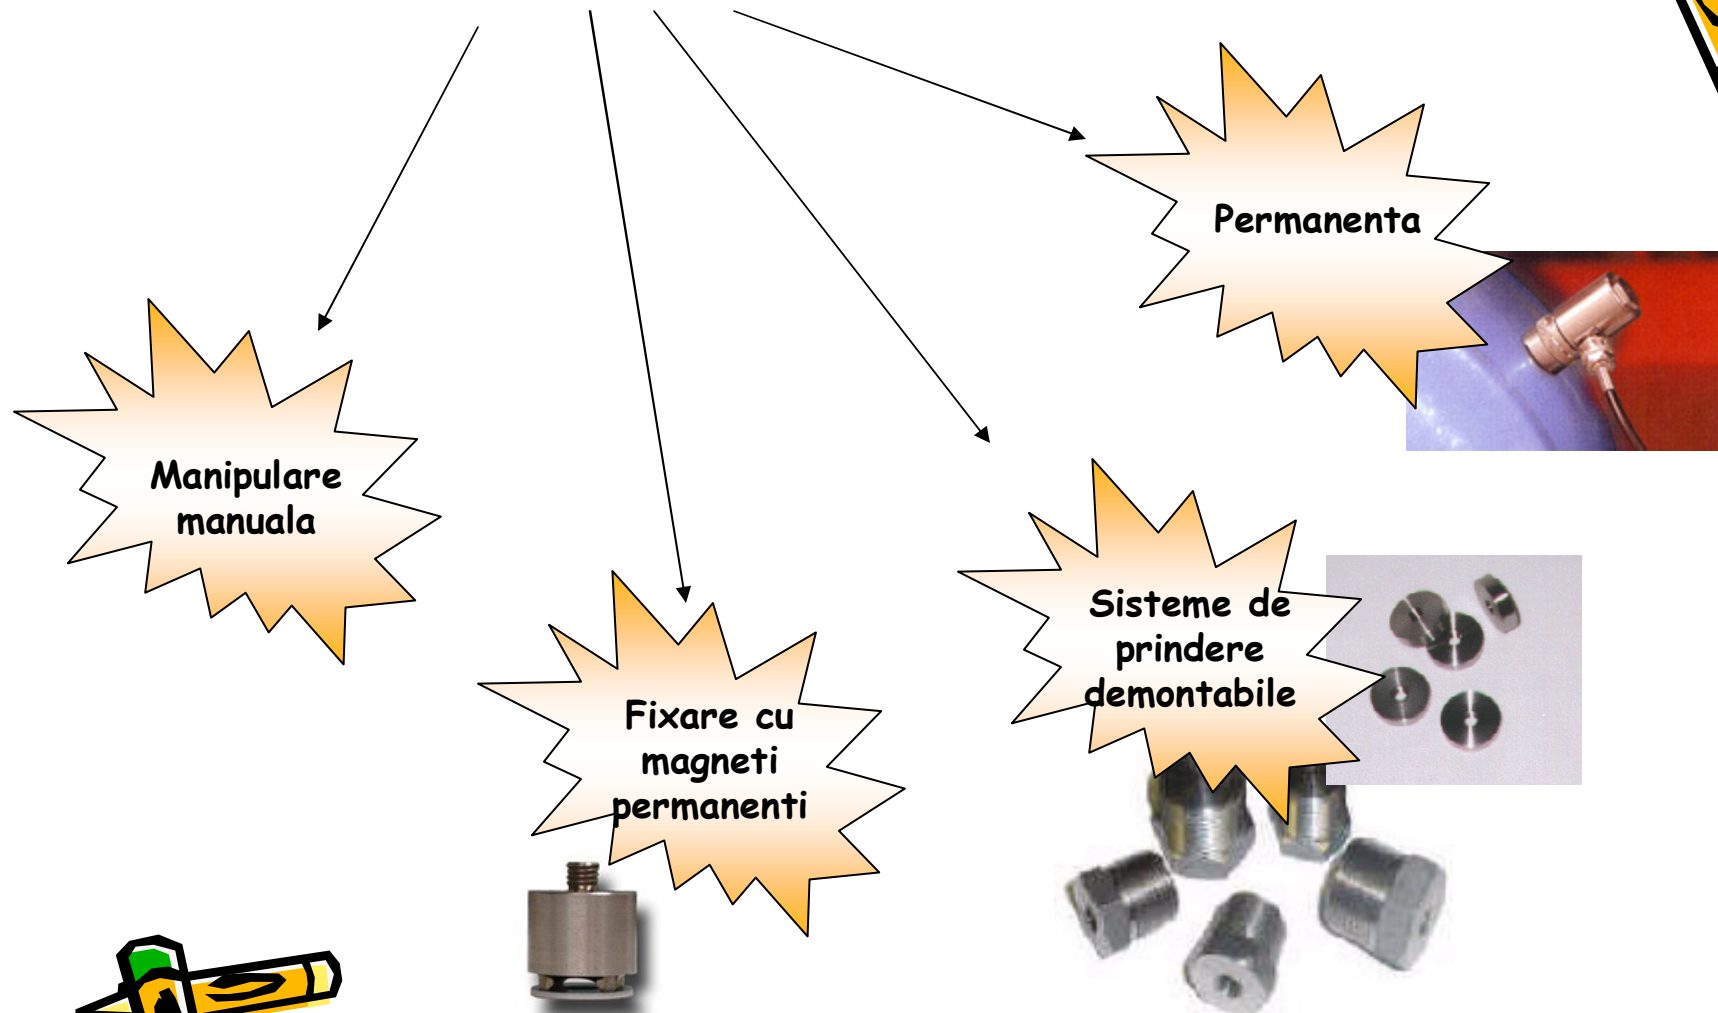 Permanenta
Manipulare
manuala
Sisteme de
prindere
demontabile
Fixare cu
magneti
permanenti